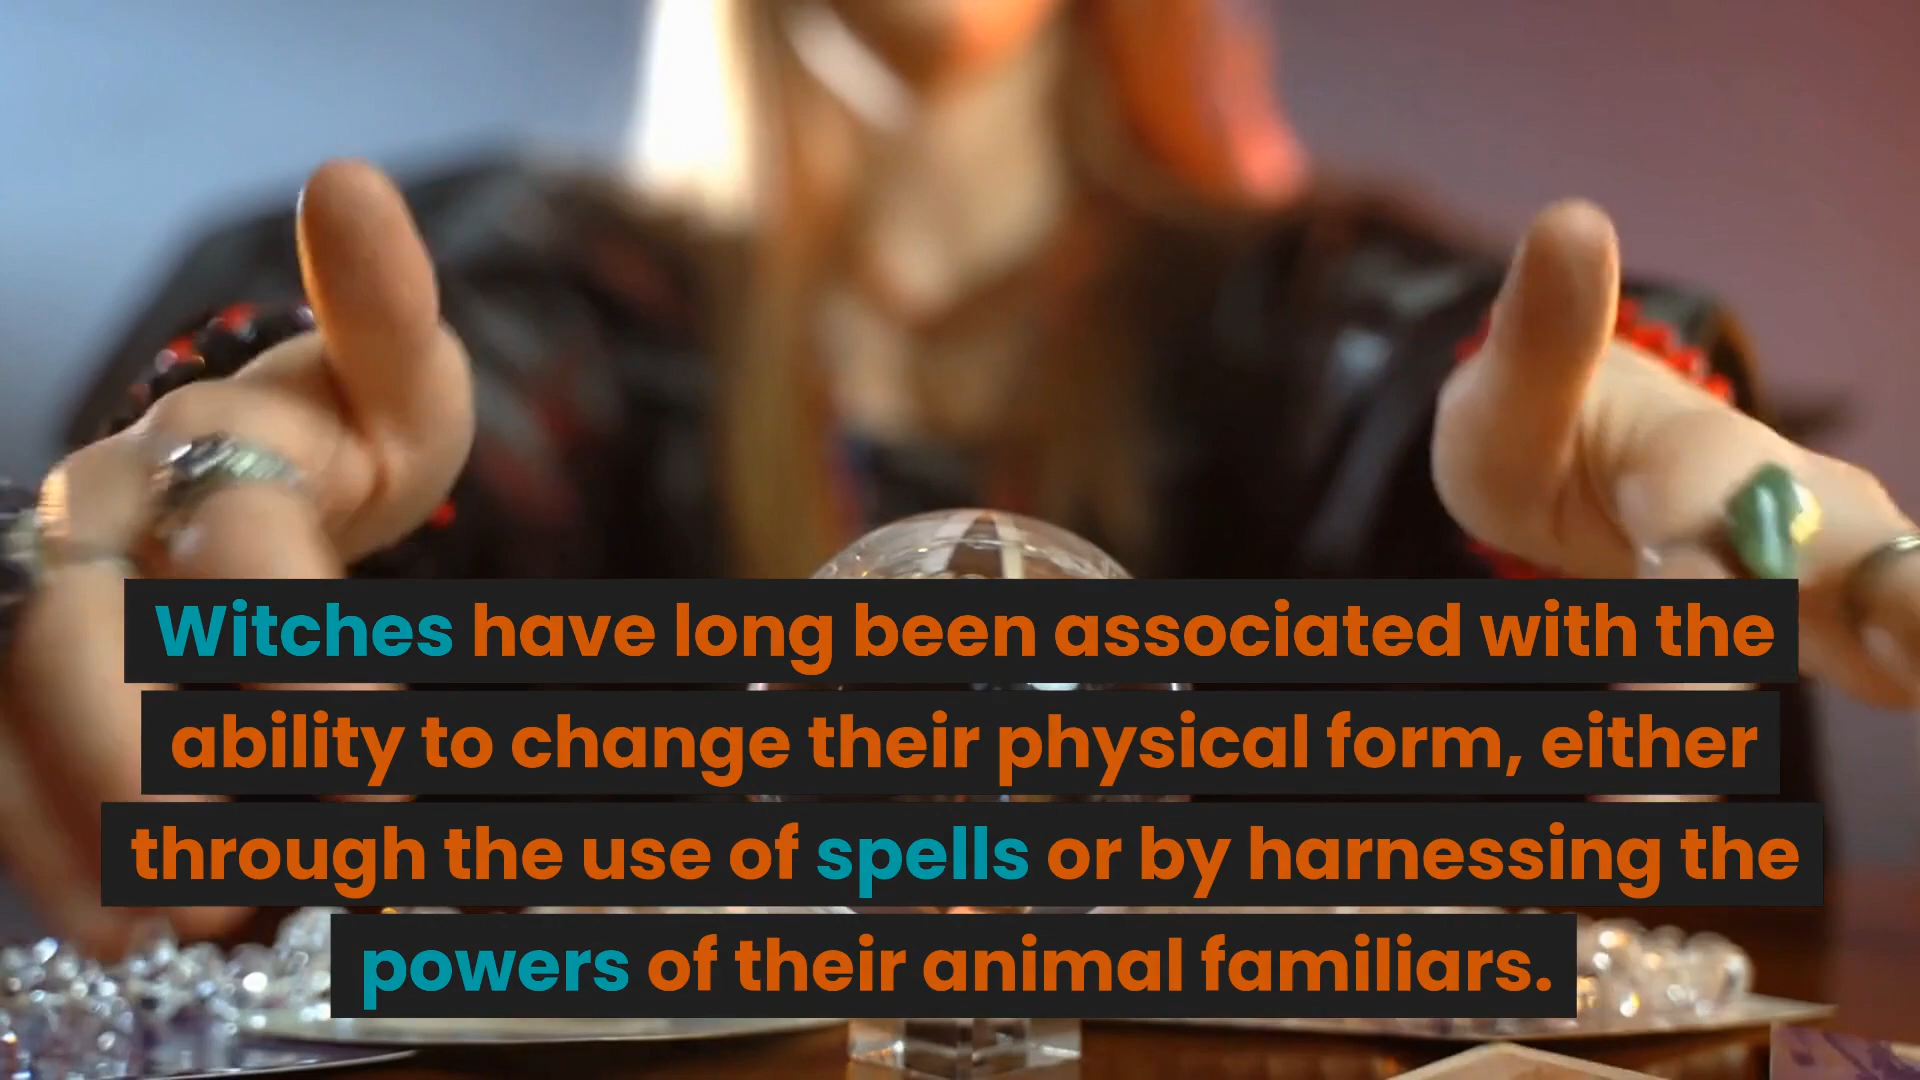 Witches have long been associated with the
ability to change their physical form, either
through the use of spells or by harnessing the
powers of their animal familiars.